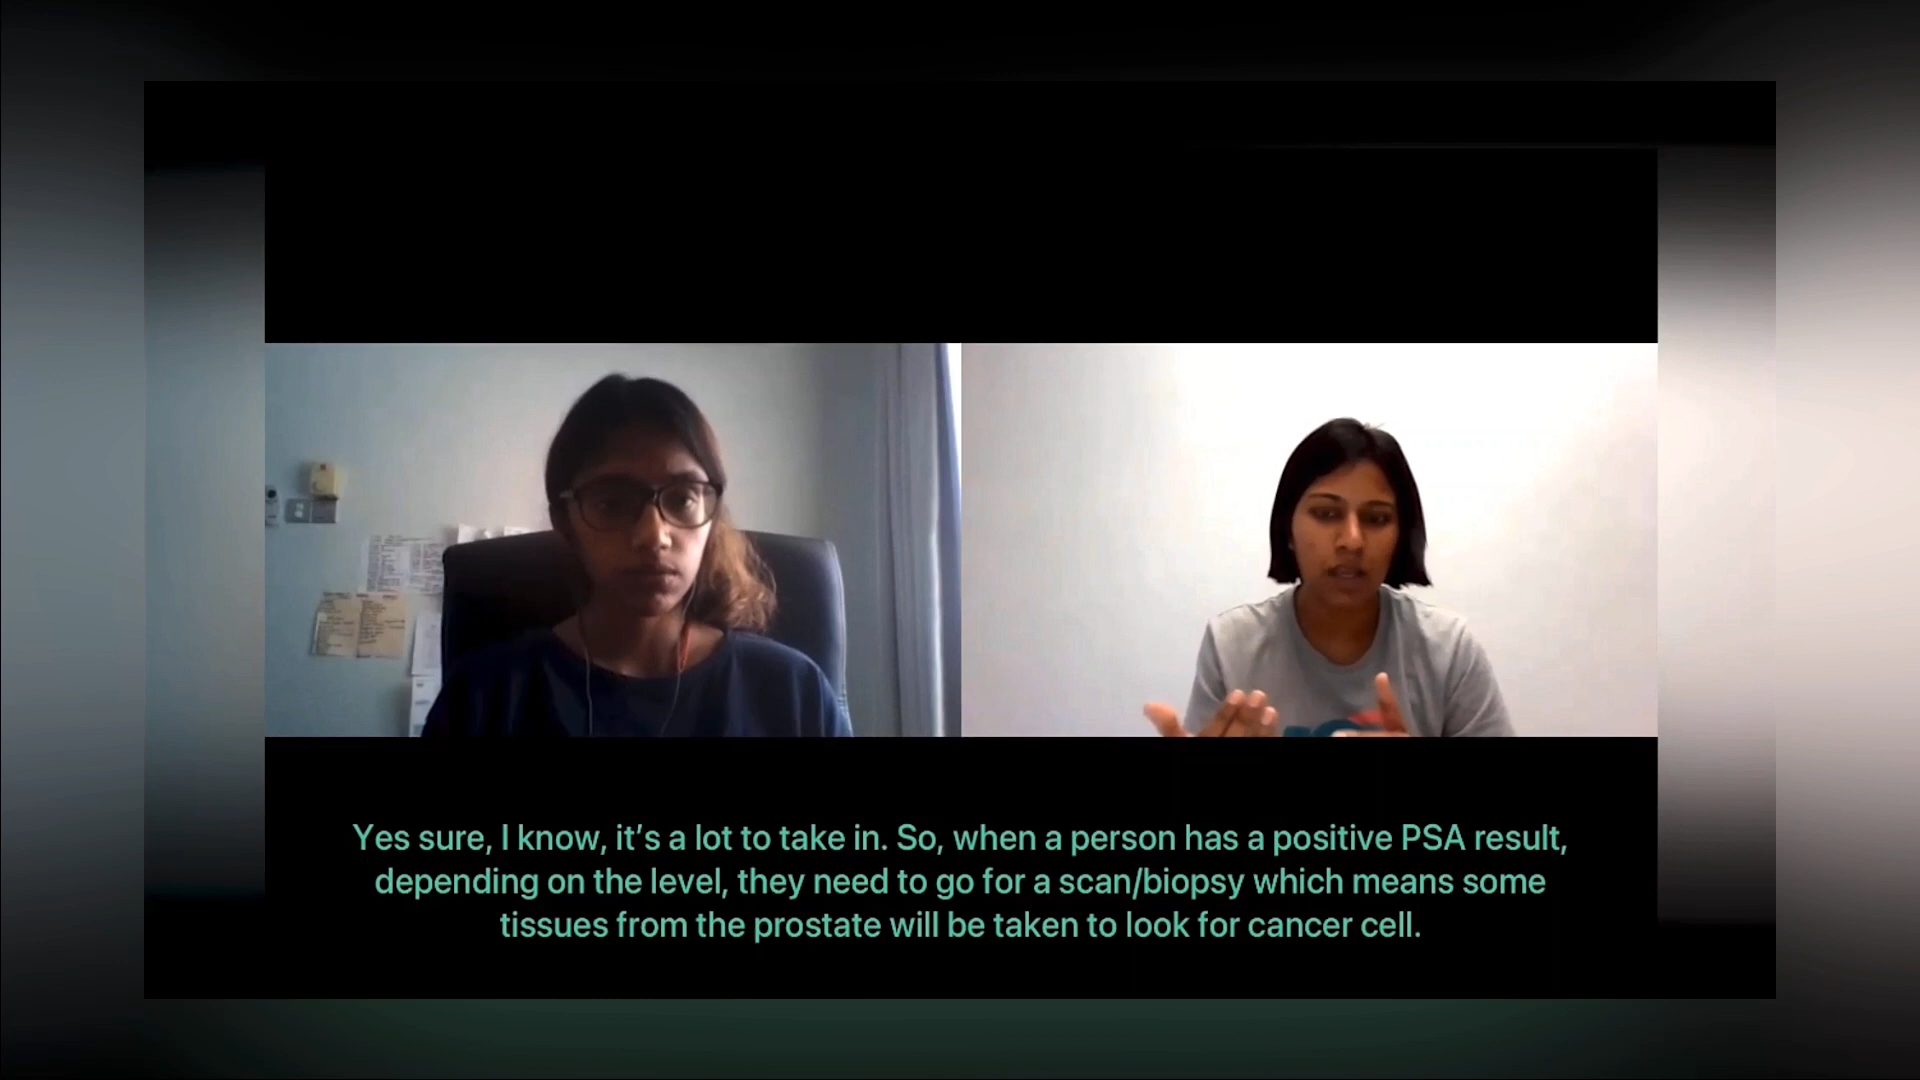 Yes sure, I know, it’s a lot to take in. So, when a person has a positive PSA result,
depending on the level, they need to go for a scan/biopsy which means some
tissues from the prostate will be taken to look for cancer cell.